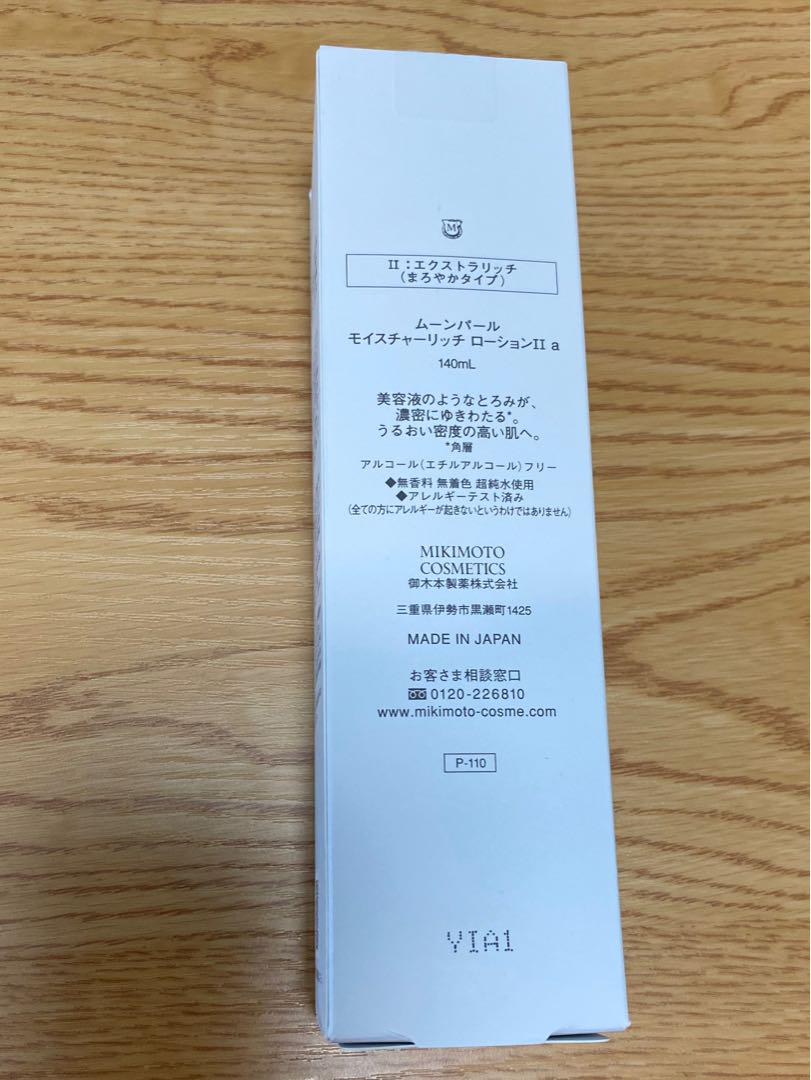 M
II：エクストラリッチ
（まろやかタイプ）
ムーンパール
モイスチャーリッチ ローションII a
140mL
美容液のようなとろみが、
濃密にゆきわたる*。
うるおい密度の高い肌へ。
*角層
アルコール（エチルアルコール）フリー
◆無香料 無着色 超純水使用
◆アレルギーテスト済み
（全ての方にアレルギーが起きないというわけではありません）
MIKIMOTO
COSMETICS
御木本製薬株式会社
三重県伊勢市黒瀬町1425
MADE IN JAPAN
お客さま相談窓口
0120-226810
www.mikimoto-cosme.com
P-110
YIA1